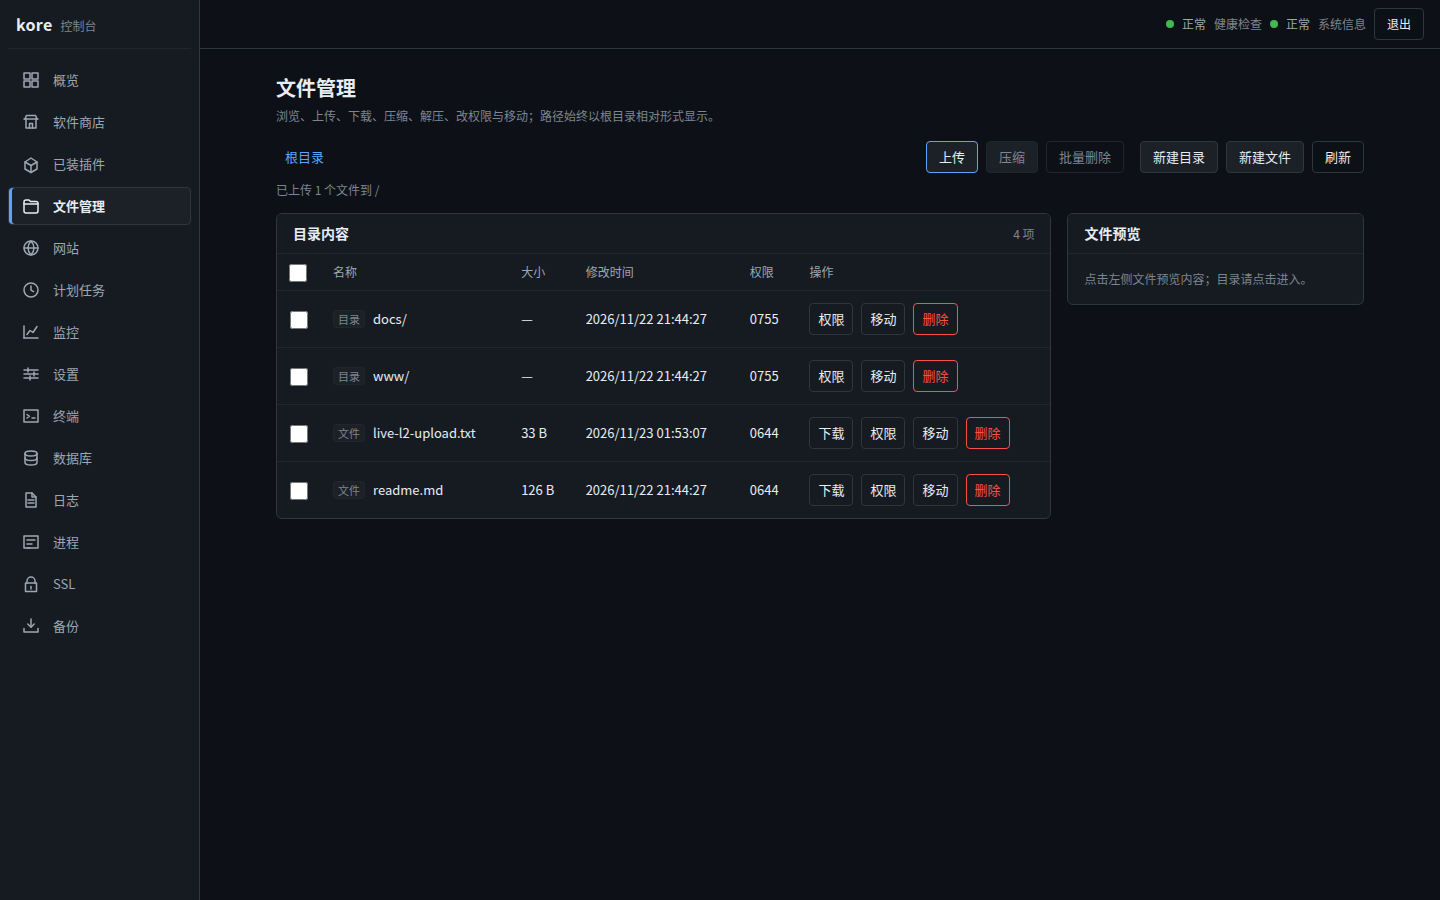 kore 控制台
正常 健康检查 正常 系统信息 退出
概览
软件商店
已装插件
文件管理
网站
计划任务
监控
设置
终端
数据库
日志
进程
SSL
备份
文件管理
浏览、上传、下载、压缩、解压、改权限与移动；路径始终以根目录相对形式显示。
根目录 上传 压缩 批量删除 新建目录 新建文件 刷新
已上传 1 个文件到 /
目录内容 4 项
名称 大小 修改时间 权限 操作
目录 docs/ — 2026/11/22 21:44:27 0755 权限 移动 删除
目录 www/ — 2026/11/22 21:44:27 0755 权限 移动 删除
文件 live-l2-upload.txt 33 B 2026/11/23 01:53:07 0644 下载 权限 移动 删除
文件 readme.md 126 B 2026/11/22 21:44:27 0644 下载 权限 移动 删除
文件预览
点击左侧文件预览内容；目录请点击进入。